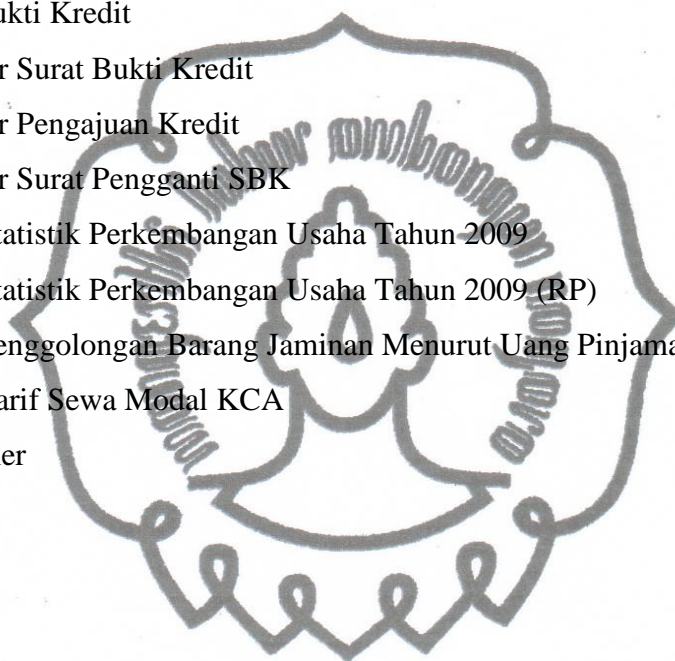 ukti Kredit
r Surat Bukti Kredit
r Pengajuan Kredit
r Surat Pengganti SBK
tatistik Perkembangan Usaha Tahun 2009
tatistik Perkembangan Usaha Tahun 2009 (RP)
enggolongan Barang Jaminan Menurut Uang Pinjama
arif Sewa Modal KCA
er